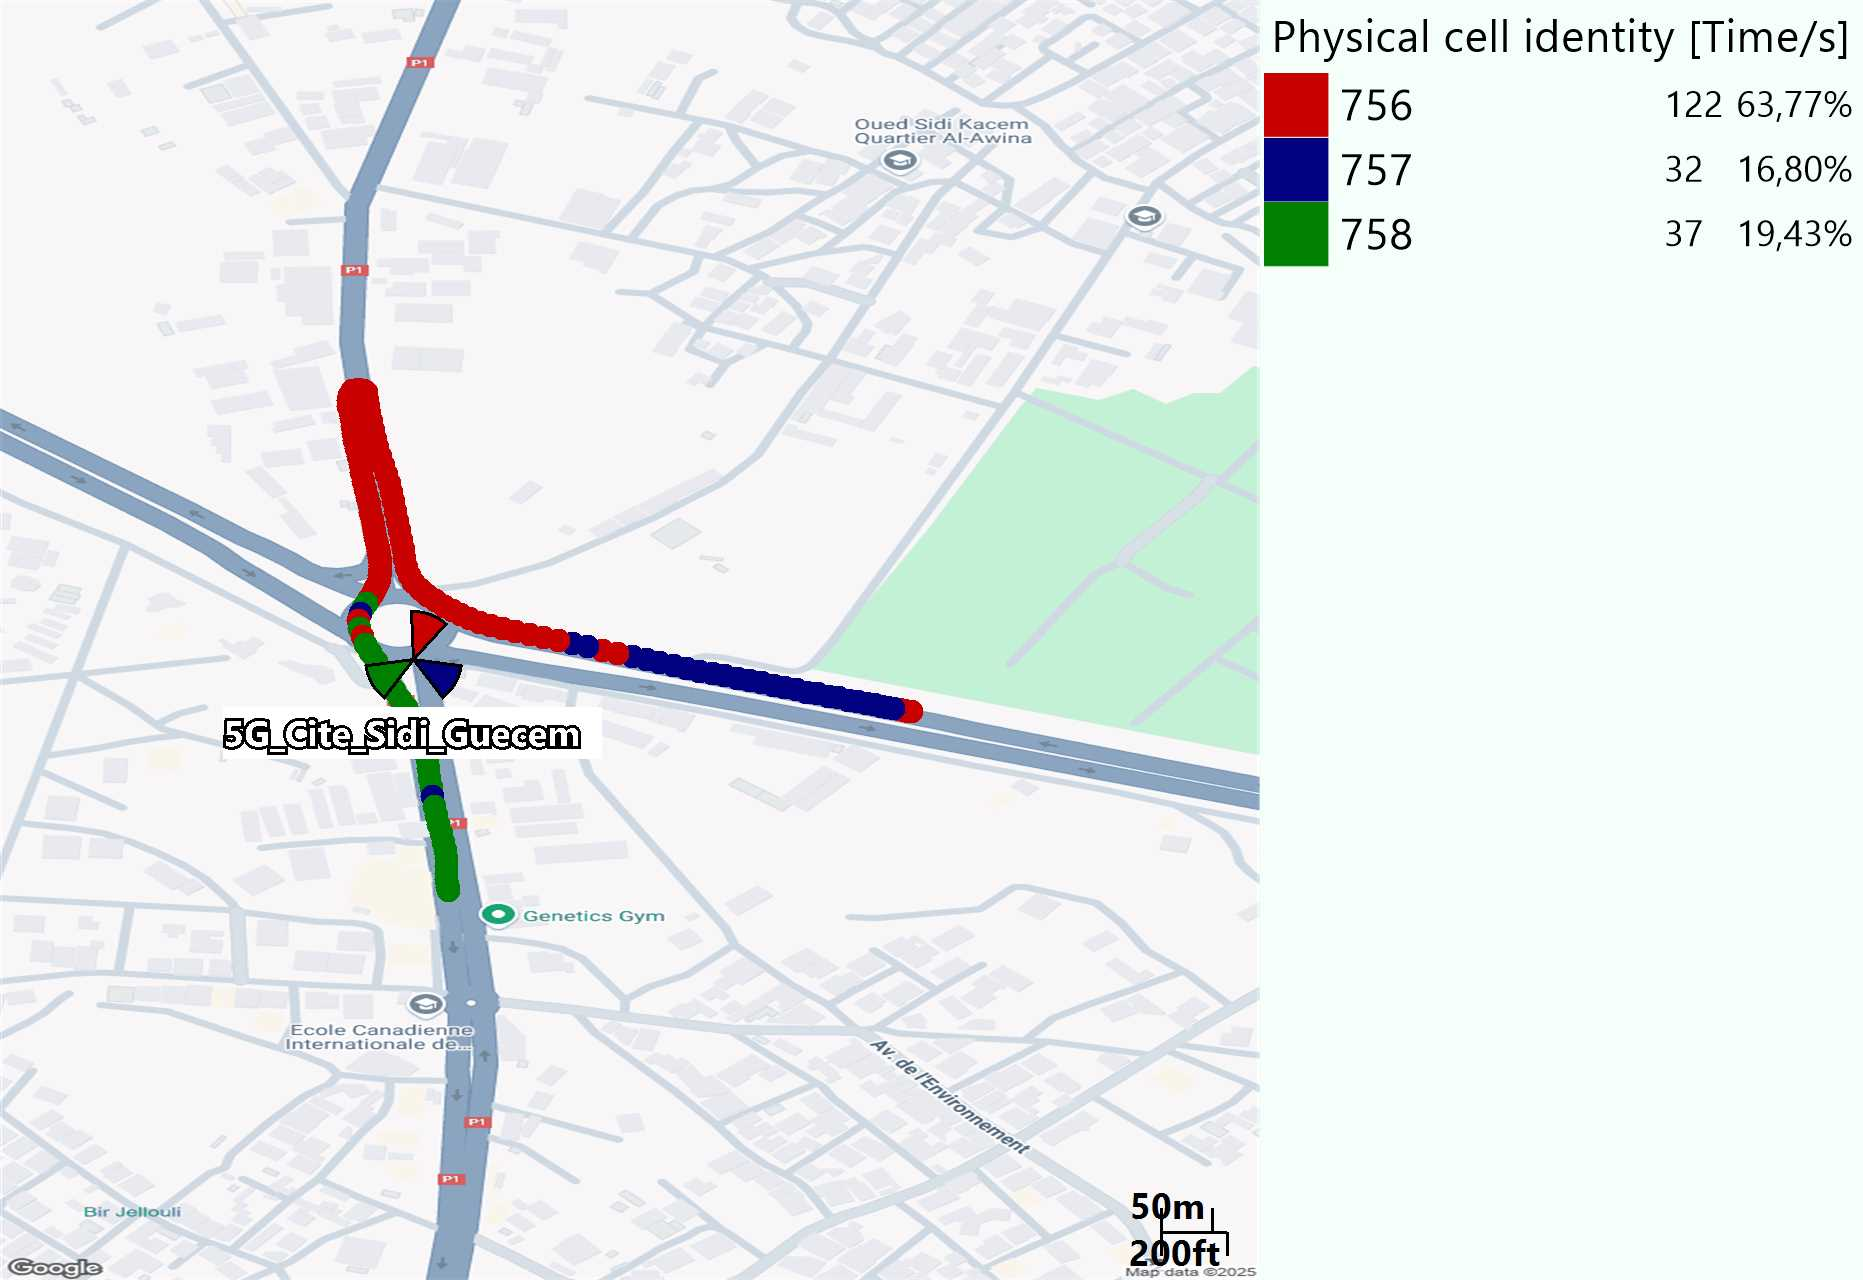 Physical cell identity [Time/s]
756 122 63,77%
757 32 16,80%
758 37 19,43%
P1
Oued Sidi Kacem
Quartier Al-Awina
P1
5G_Cite_Sidi_Guecem
P1
Genetics Gym
Ecole Canadienne
Internationale de...
Av. de l'Environnement
P1
P1
Bir Jellouli
50m
200ft
Google
Map data ©2025